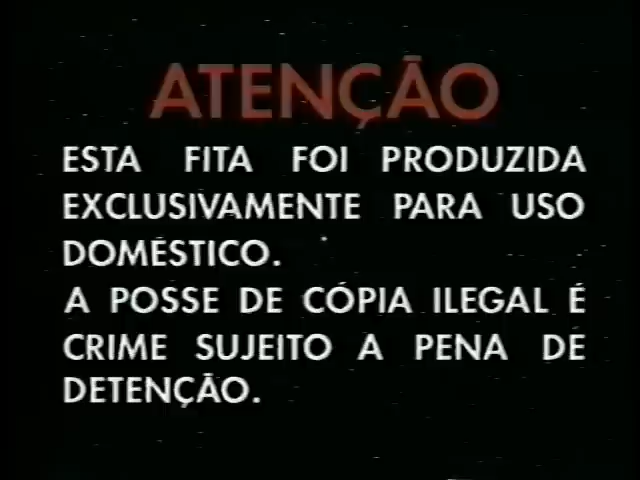 ATENÇÃO
ESTA FITA FOI PRODUZIDA
EXCLUSIVAMENTE PARA USO
DOMÉSTICO.
A POSSE DE CÓPIA ILEGAL É
CRIME SUJEITO A PENA DE
DETENÇÃO.